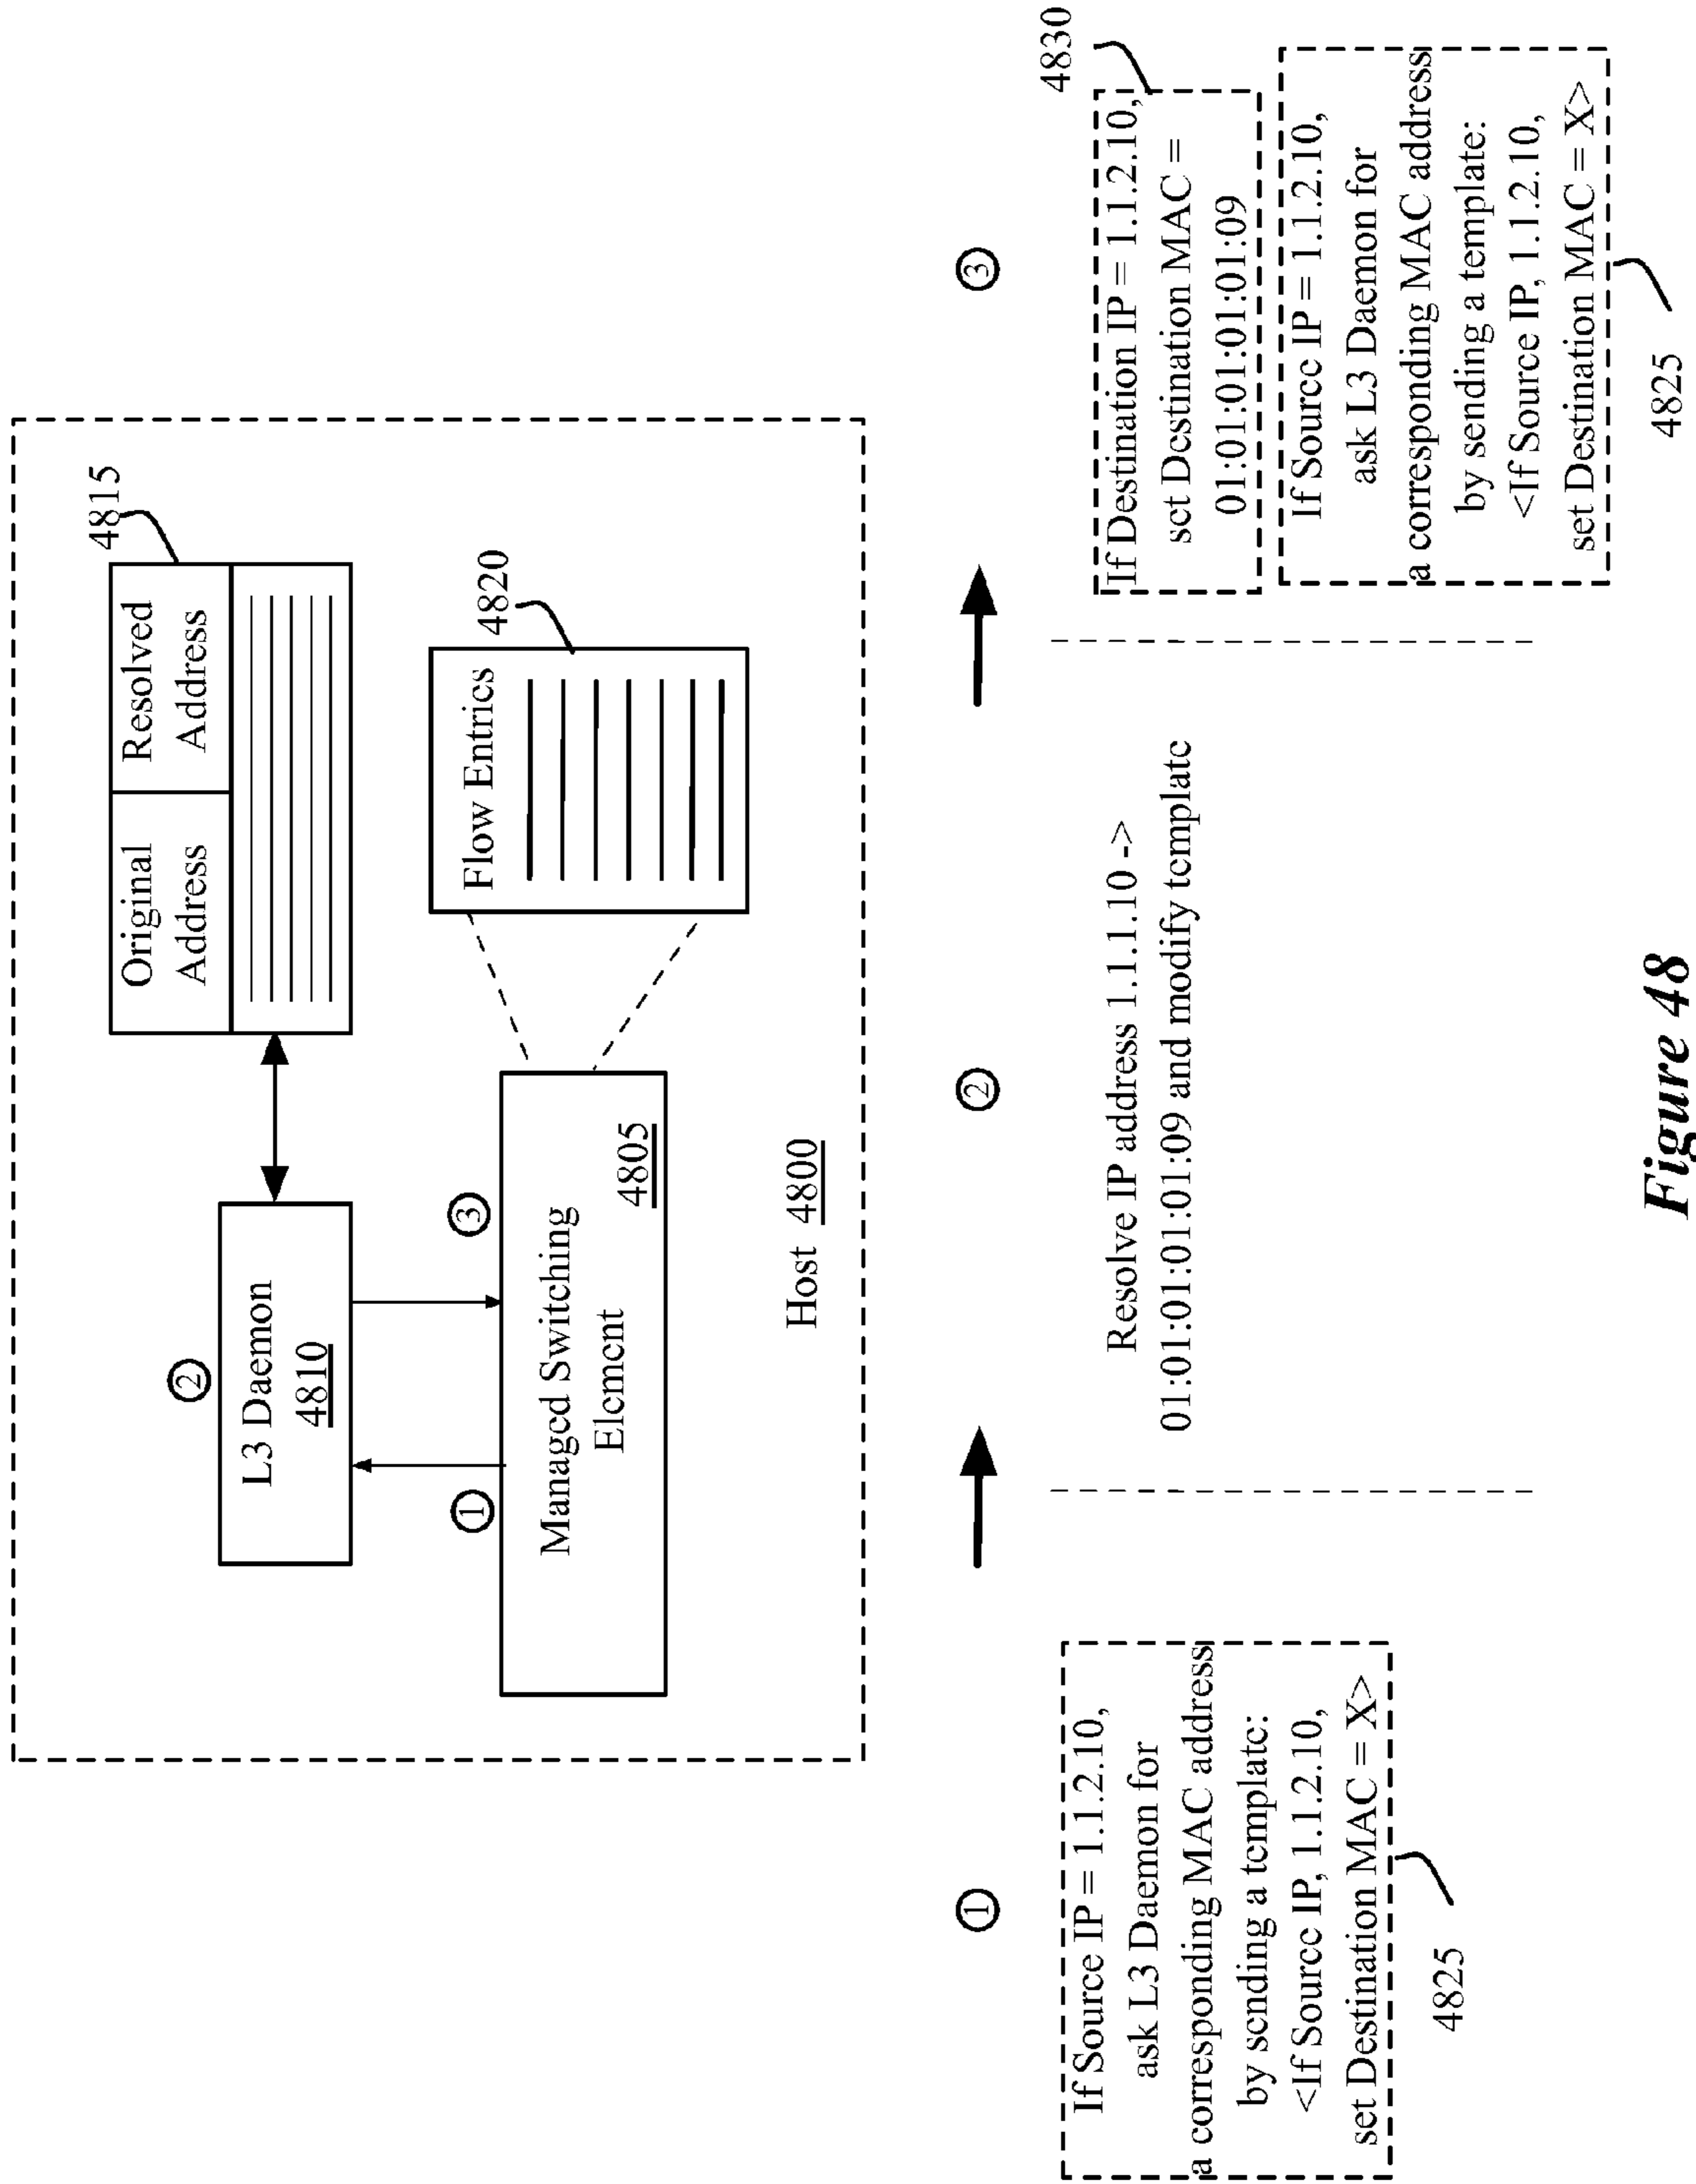 Original
Address
Resolved
Address
4815
②
L3 Daemon
4810
Flow Entries
4820
①
③
Managed Switching
Element
4805
Host 4800
①
②
③
If Source IP = 1.1.2.10,
ask L3 Daemon for
a corresponding MAC address
by sending a template:
<If Source IP, 1.1.2.10,
set Destination MAC = X>
4825
Resolve IP address 1.1.1.10 ->
01:01:01:01:01:09 and modify template
4830
If Destination IP = 1.1.2.10,
set Destination MAC =
01:01:01:01:01:09
If Source IP = 1.1.2.10,
ask L3 Daemon for
a corresponding MAC address
by sending a template:
<If Source IP, 1.1.2.10,
set Destination MAC = X>
4825
Figure 48